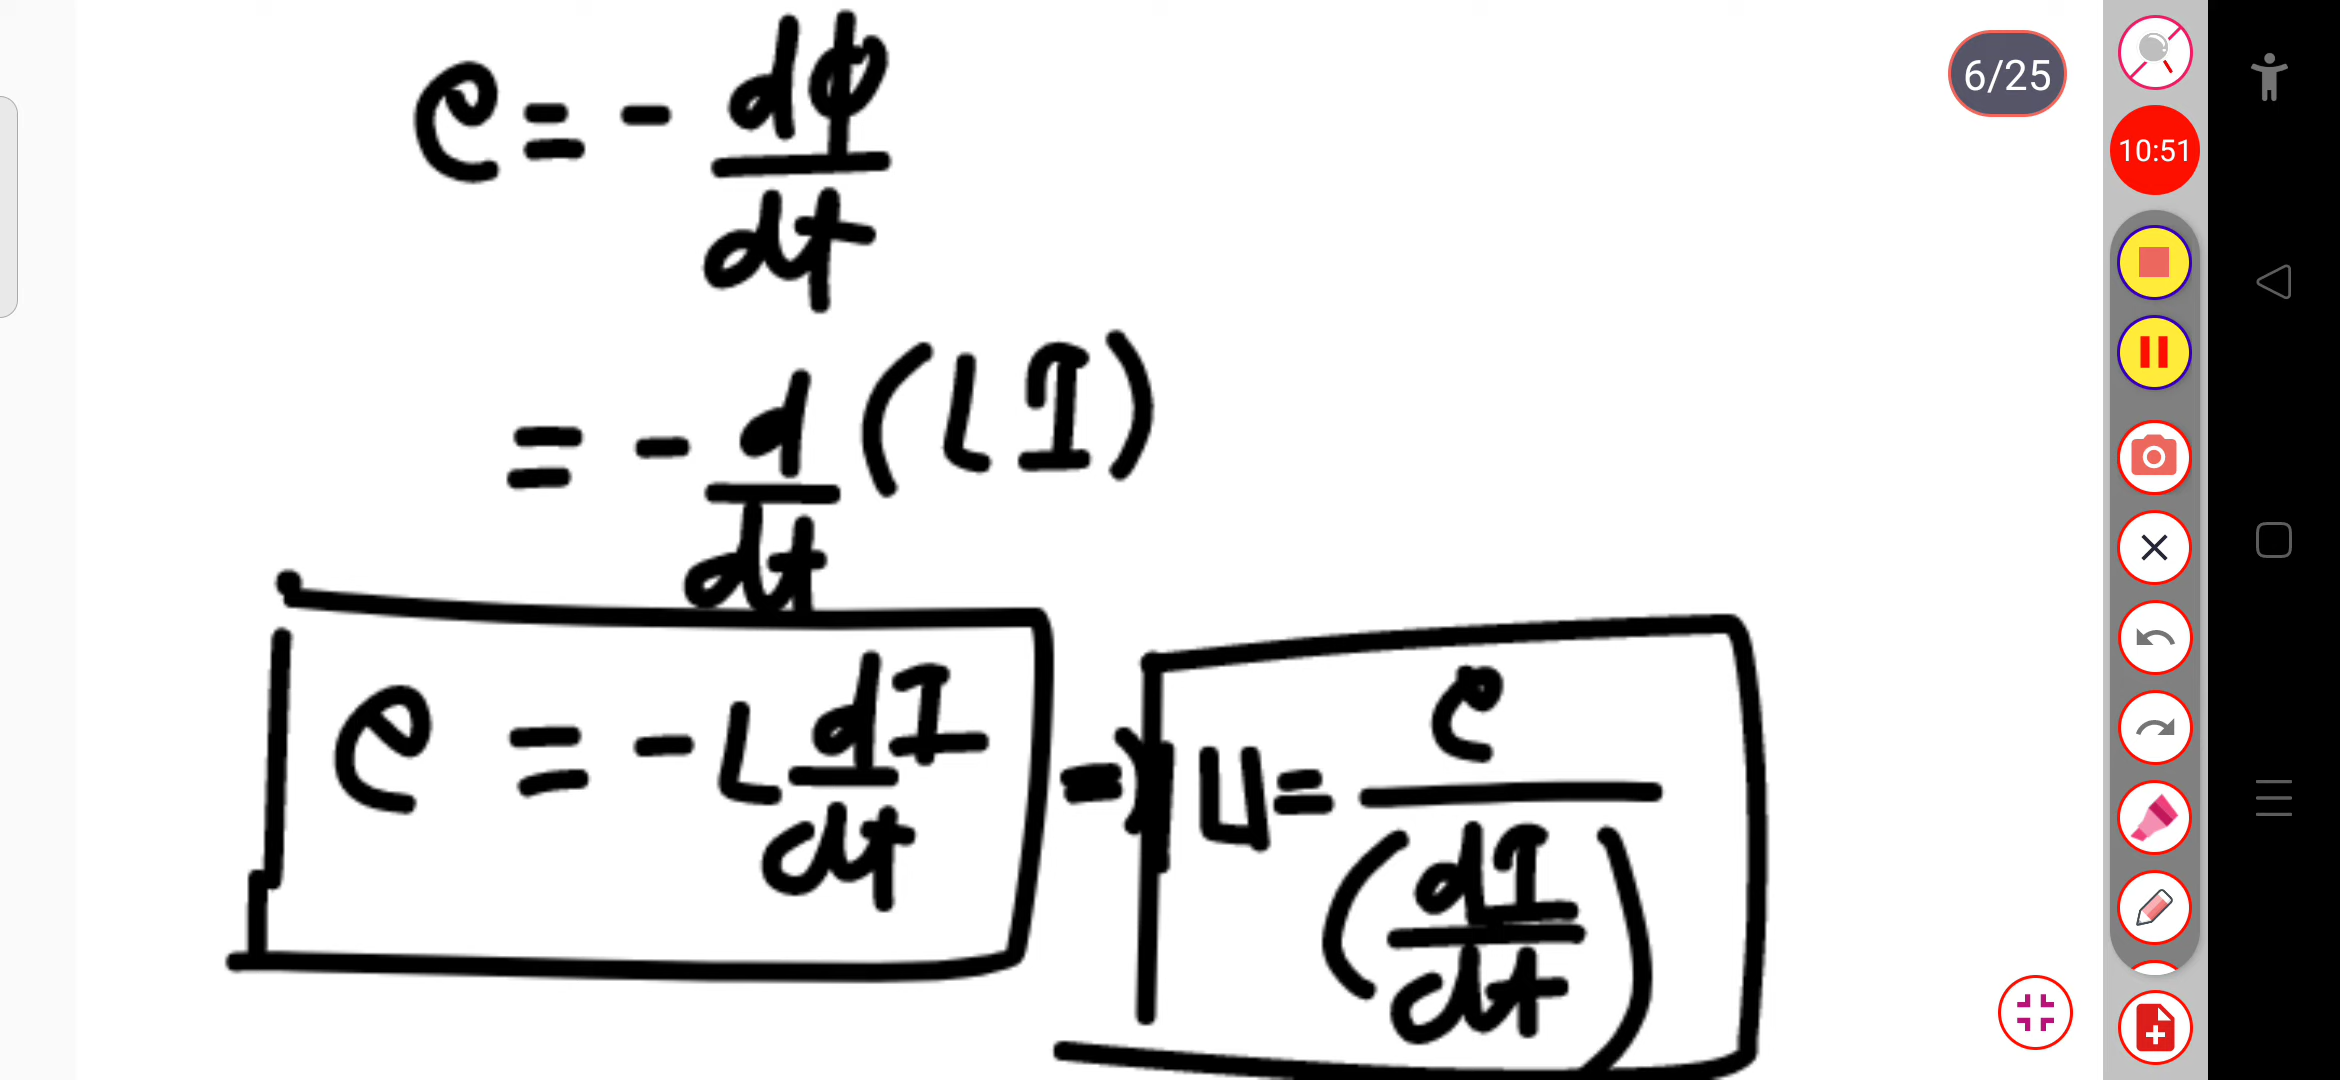 e = - dφ/dt
6/25
10:51
= - d/dt (LI)
e = - L dI/dt ⇒ |L| = e/(dI/dt)